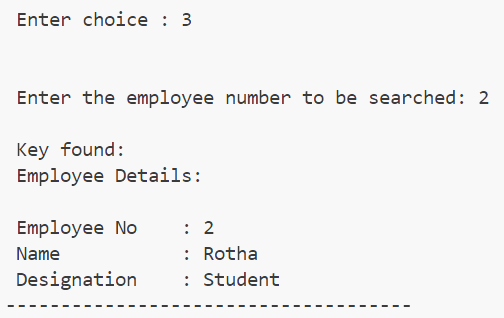 Enter choice : 3
Enter the employee number to be searched: 2
Key found:
Employee Details:
Employee No    : 2
Name           : Rotha
Designation    : Student
-------------------------------------